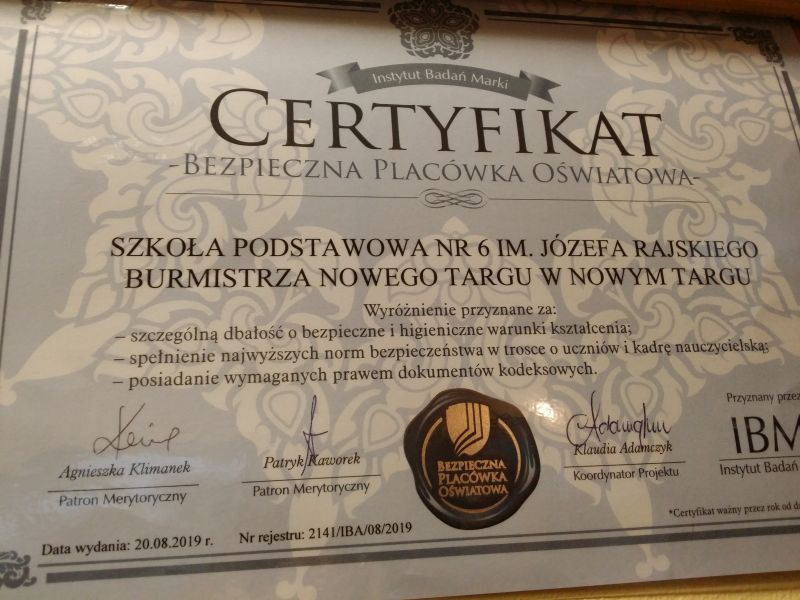 Instytut Badań Marki
CERTYFIKAT
-BEZPIECZNA PLACÓWKA OŚWIATOWA-
SZKOŁA PODSTAWOWA NR 6 IM. JÓZEFA RAJSKIEGO
BURMISTRZA NOWEGO TARGU W NOWYM TARGU
Wyróżnienie przyznane za:
– szczególną dbałość o bezpieczne i higieniczne warunki kształcenia;
– spełnienie najwyższych norm bezpieczeństwa w trosce o uczniów i kadrę nauczycielską;
– posiadanie wymaganych prawem dokumentów kodeksowych.
Agnieszka Klimanek
Patron Merytoryczny
Patryk Kaworek
Patron Merytoryczny
BEZPIECZNA
PLACÓWKA
OŚWIATOWA
Klaudia Adamczyk
Koordynator Projektu
Przyznany przez
IBM
Instytut Badań
*Certyfikat ważny przez rok od
Data wydania: 20.08.2019 r.
Nr rejestru: 2141/IBA/08/2019